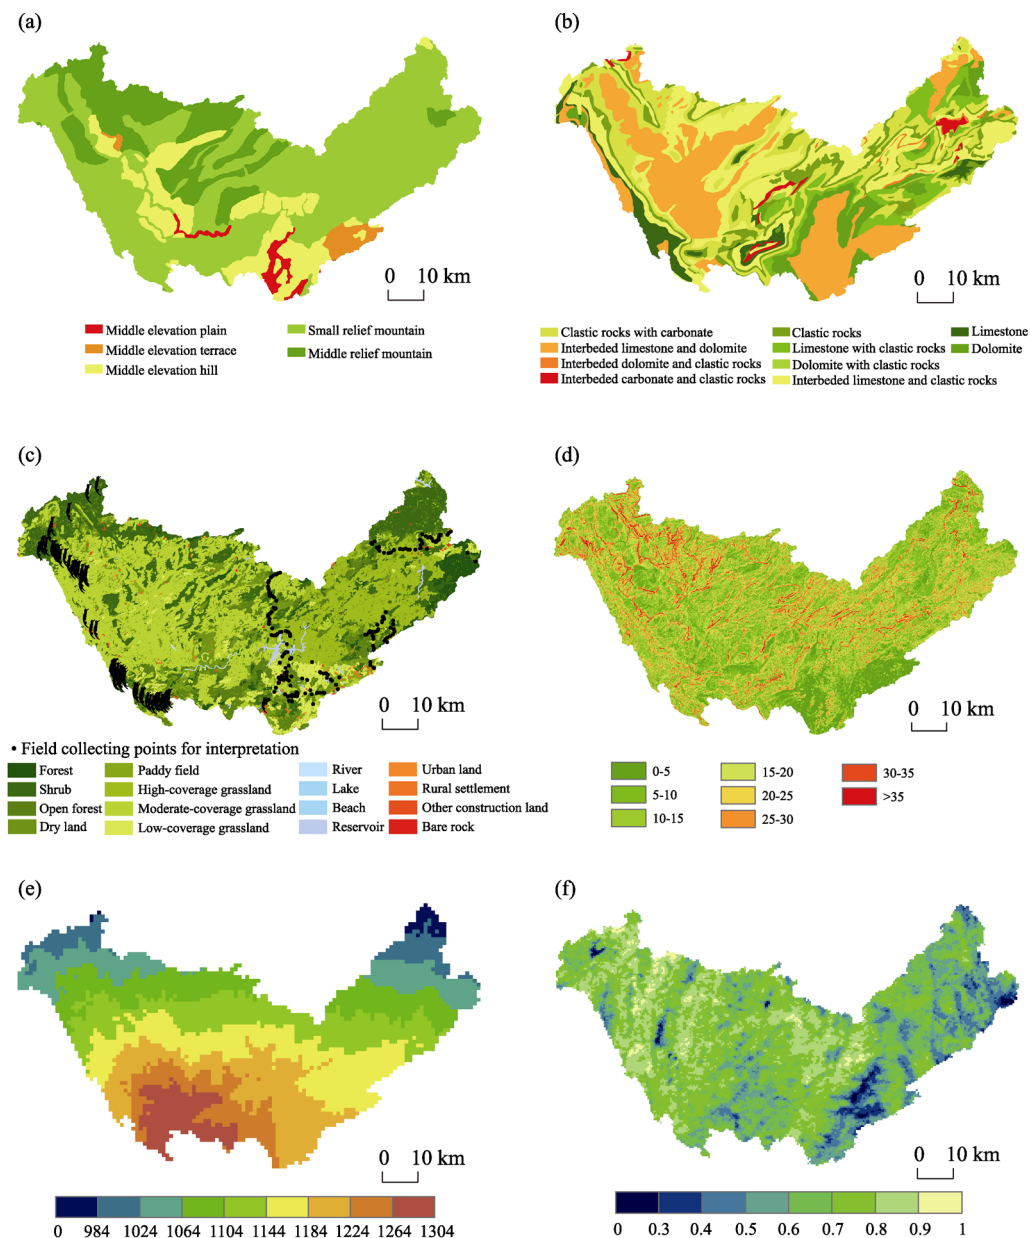 (a)
(b)
0 10 km
0 10 km
Middle elevation plain
Small relief mountain
Middle elevation terrace
Middle relief mountain
Middle elevation hill
Clastic rocks with carbonate
Clastic rocks
Limestone
Interbeded limestone and dolomite
Limestone with clastic rocks
Dolomite
Interbeded dolomite and clastic rocks
Dolomite with clastic rocks
Interbeded carbonate and clastic rocks
Interbeded limestone and clastic rocks
(c)
(d)
0 10 km
0 10 km
• Field collecting points for interpretation
Forest
Paddy field
River
Urban land
Shrub
High-coverage grassland
Lake
Rural settlement
Open forest
Moderate-coverage grassland
Beach
Other construction land
Dry land
Low-coverage grassland
Reservoir
Bare rock
0-5
15-20
30-35
5-10
20-25
>35
10-15
25-30
(e)
(f)
0 10 km
0 10 km
0 984 1024 1064 1104 1144 1184 1224 1264 1304
0 0.3 0.4 0.5 0.6 0.7 0.8 0.9 1